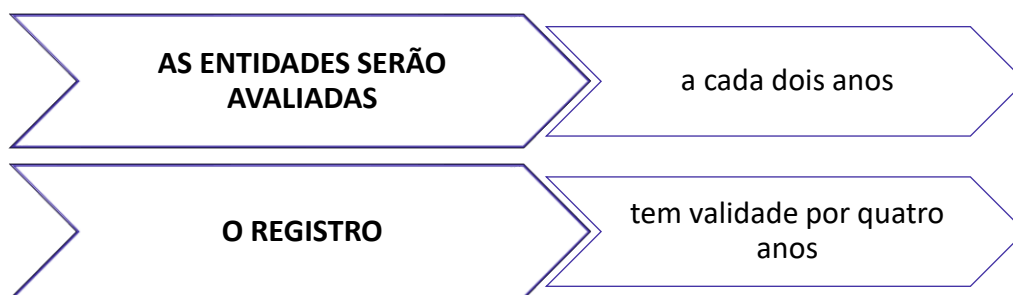 AS ENTIDADES SERÃO
AVALIADAS
a cada dois anos
O REGISTRO
tem validade por quatro
anos